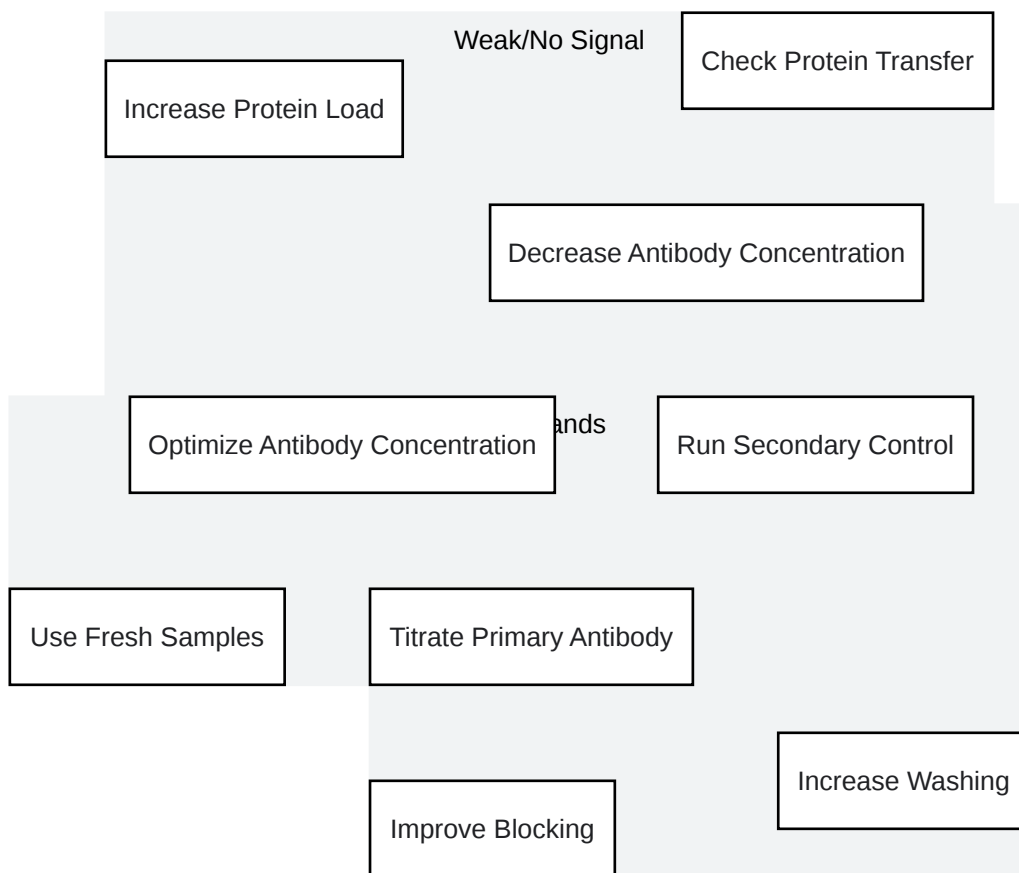 Weak/No Signal
Check Protein Transfer
Increase Protein Load
Decrease Antibody Concentration
Optimize Antibody Concentration
Run Secondary Control
Use Fresh Samples
Titrate Primary Antibody
Increase Washing
Improve Blocking